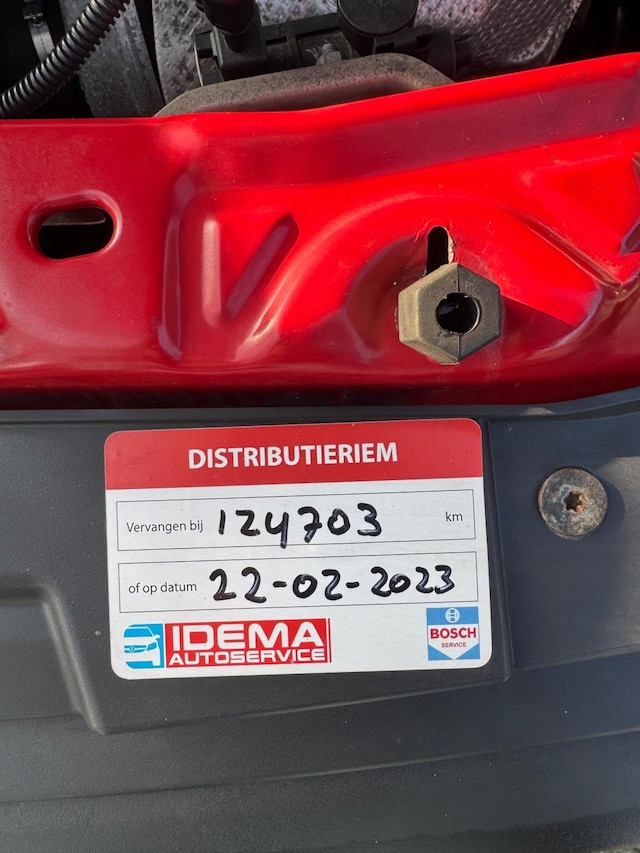 DISTRIBUTIERIEM
Vervangen bij 124703 km
of op datum 22-02-2023
IDEMA
AUTOSERVICE
BOSCH
SERVICE